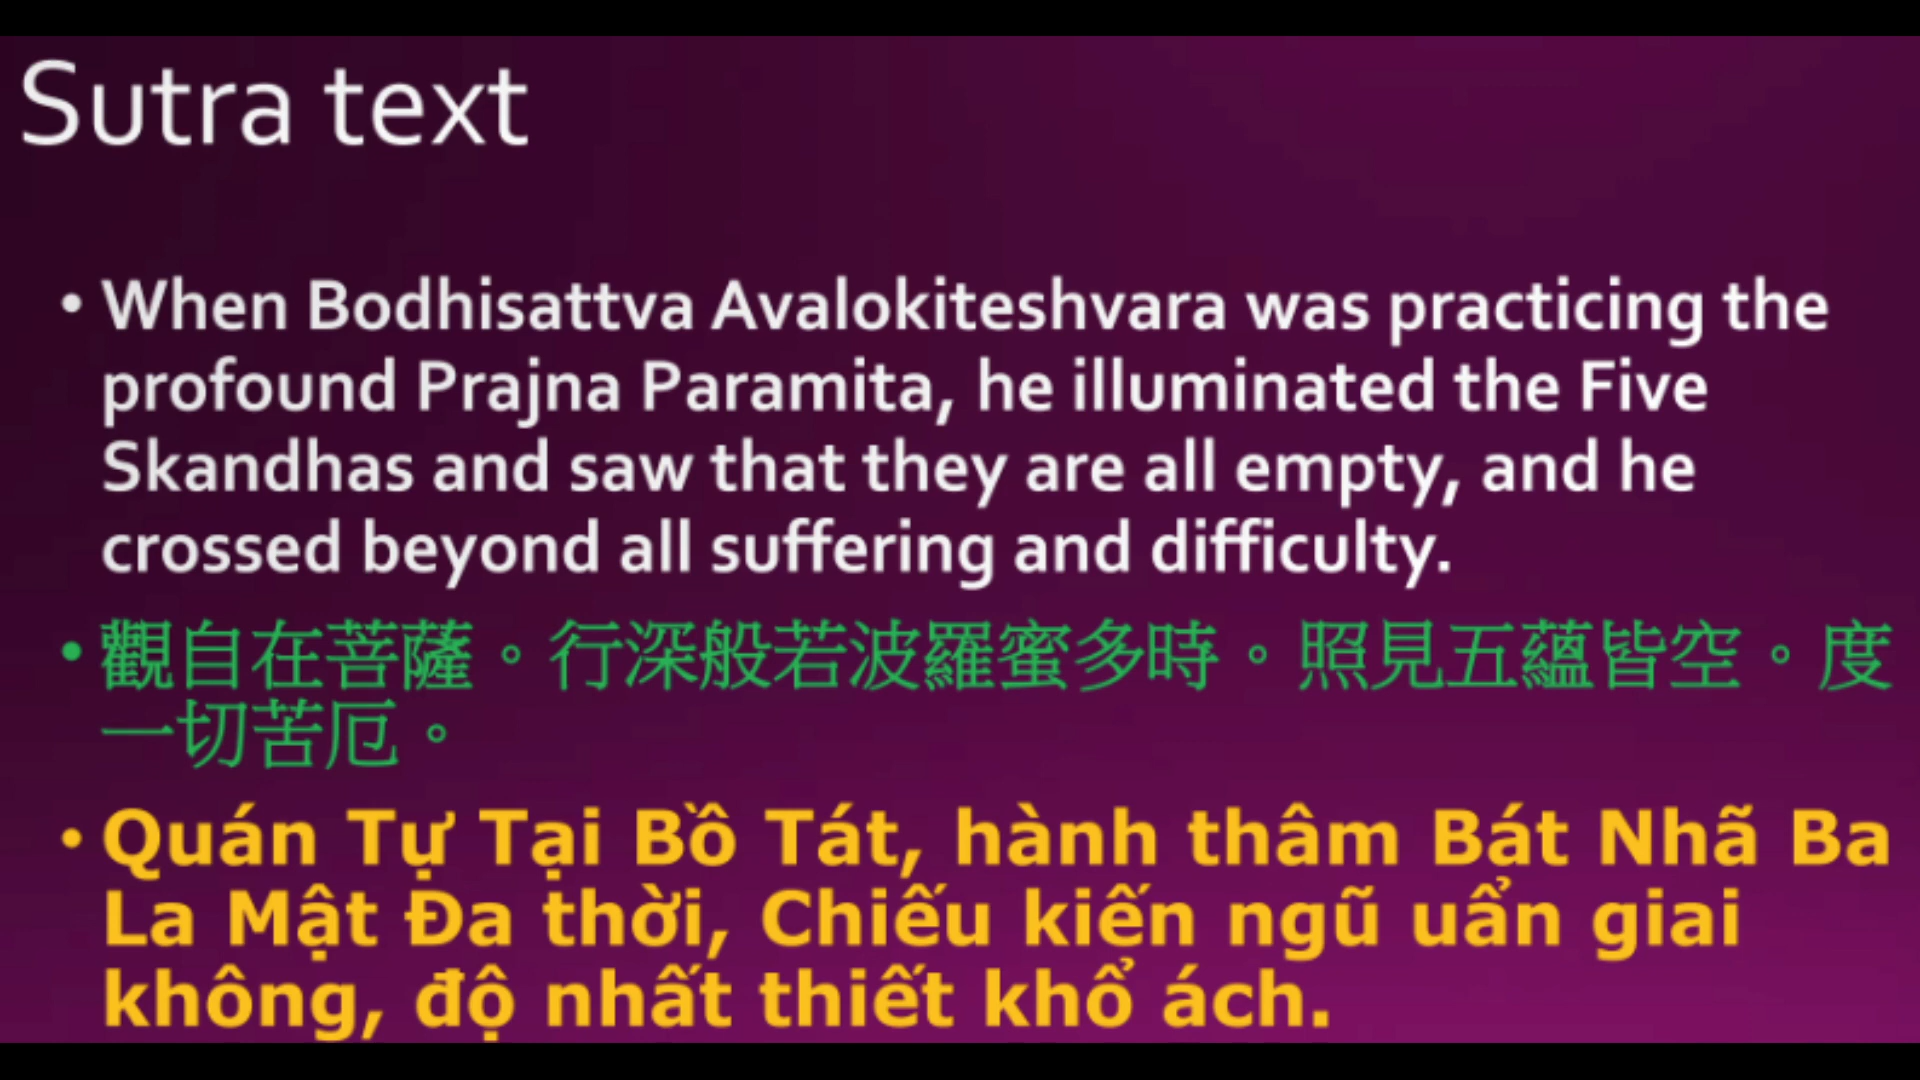 Sutra text
• When Bodhisattva Avalokiteshvara was practicing the
profound Prajna Paramita, he illuminated the Five
Skandhas and saw that they are all empty, and he
crossed beyond all suffering and difficulty.
• 觀自在菩薩。行深般若波羅蜜多時。照見五蘊皆空。度
一切苦厄。
• Quán Tự Tại Bồ Tát, hành thâm Bát Nhã Ba
La Mật Đa thời, Chiếu kiến ngũ uẩn giai
không, độ nhất thiết khổ ách.